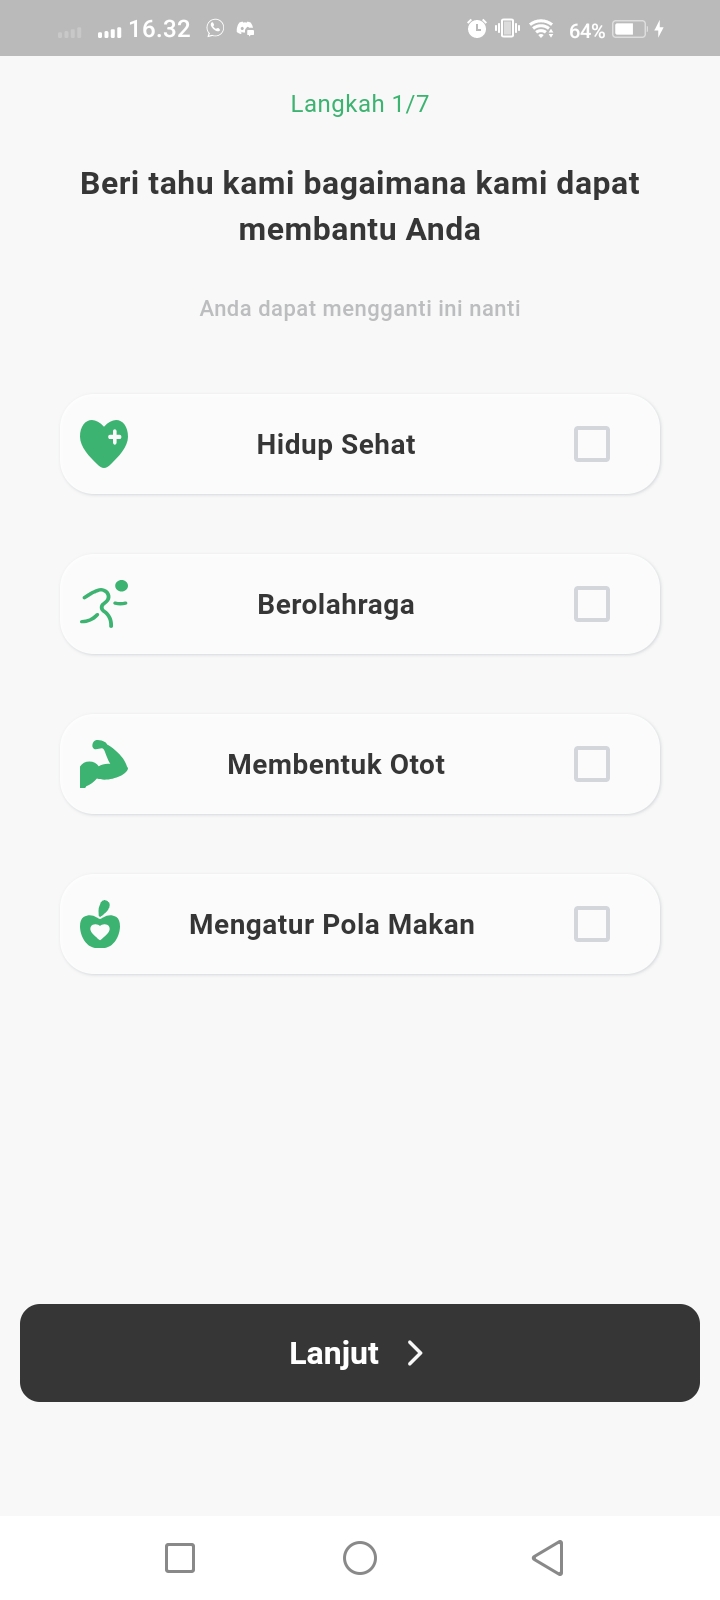 16.32
64%
Langkah 1/7
Beri tahu kami bagaimana kami dapat
membantu Anda
Anda dapat mengganti ini nanti
Hidup Sehat
Berolahraga
Membentuk Otot
Mengatur Pola Makan
Lanjut